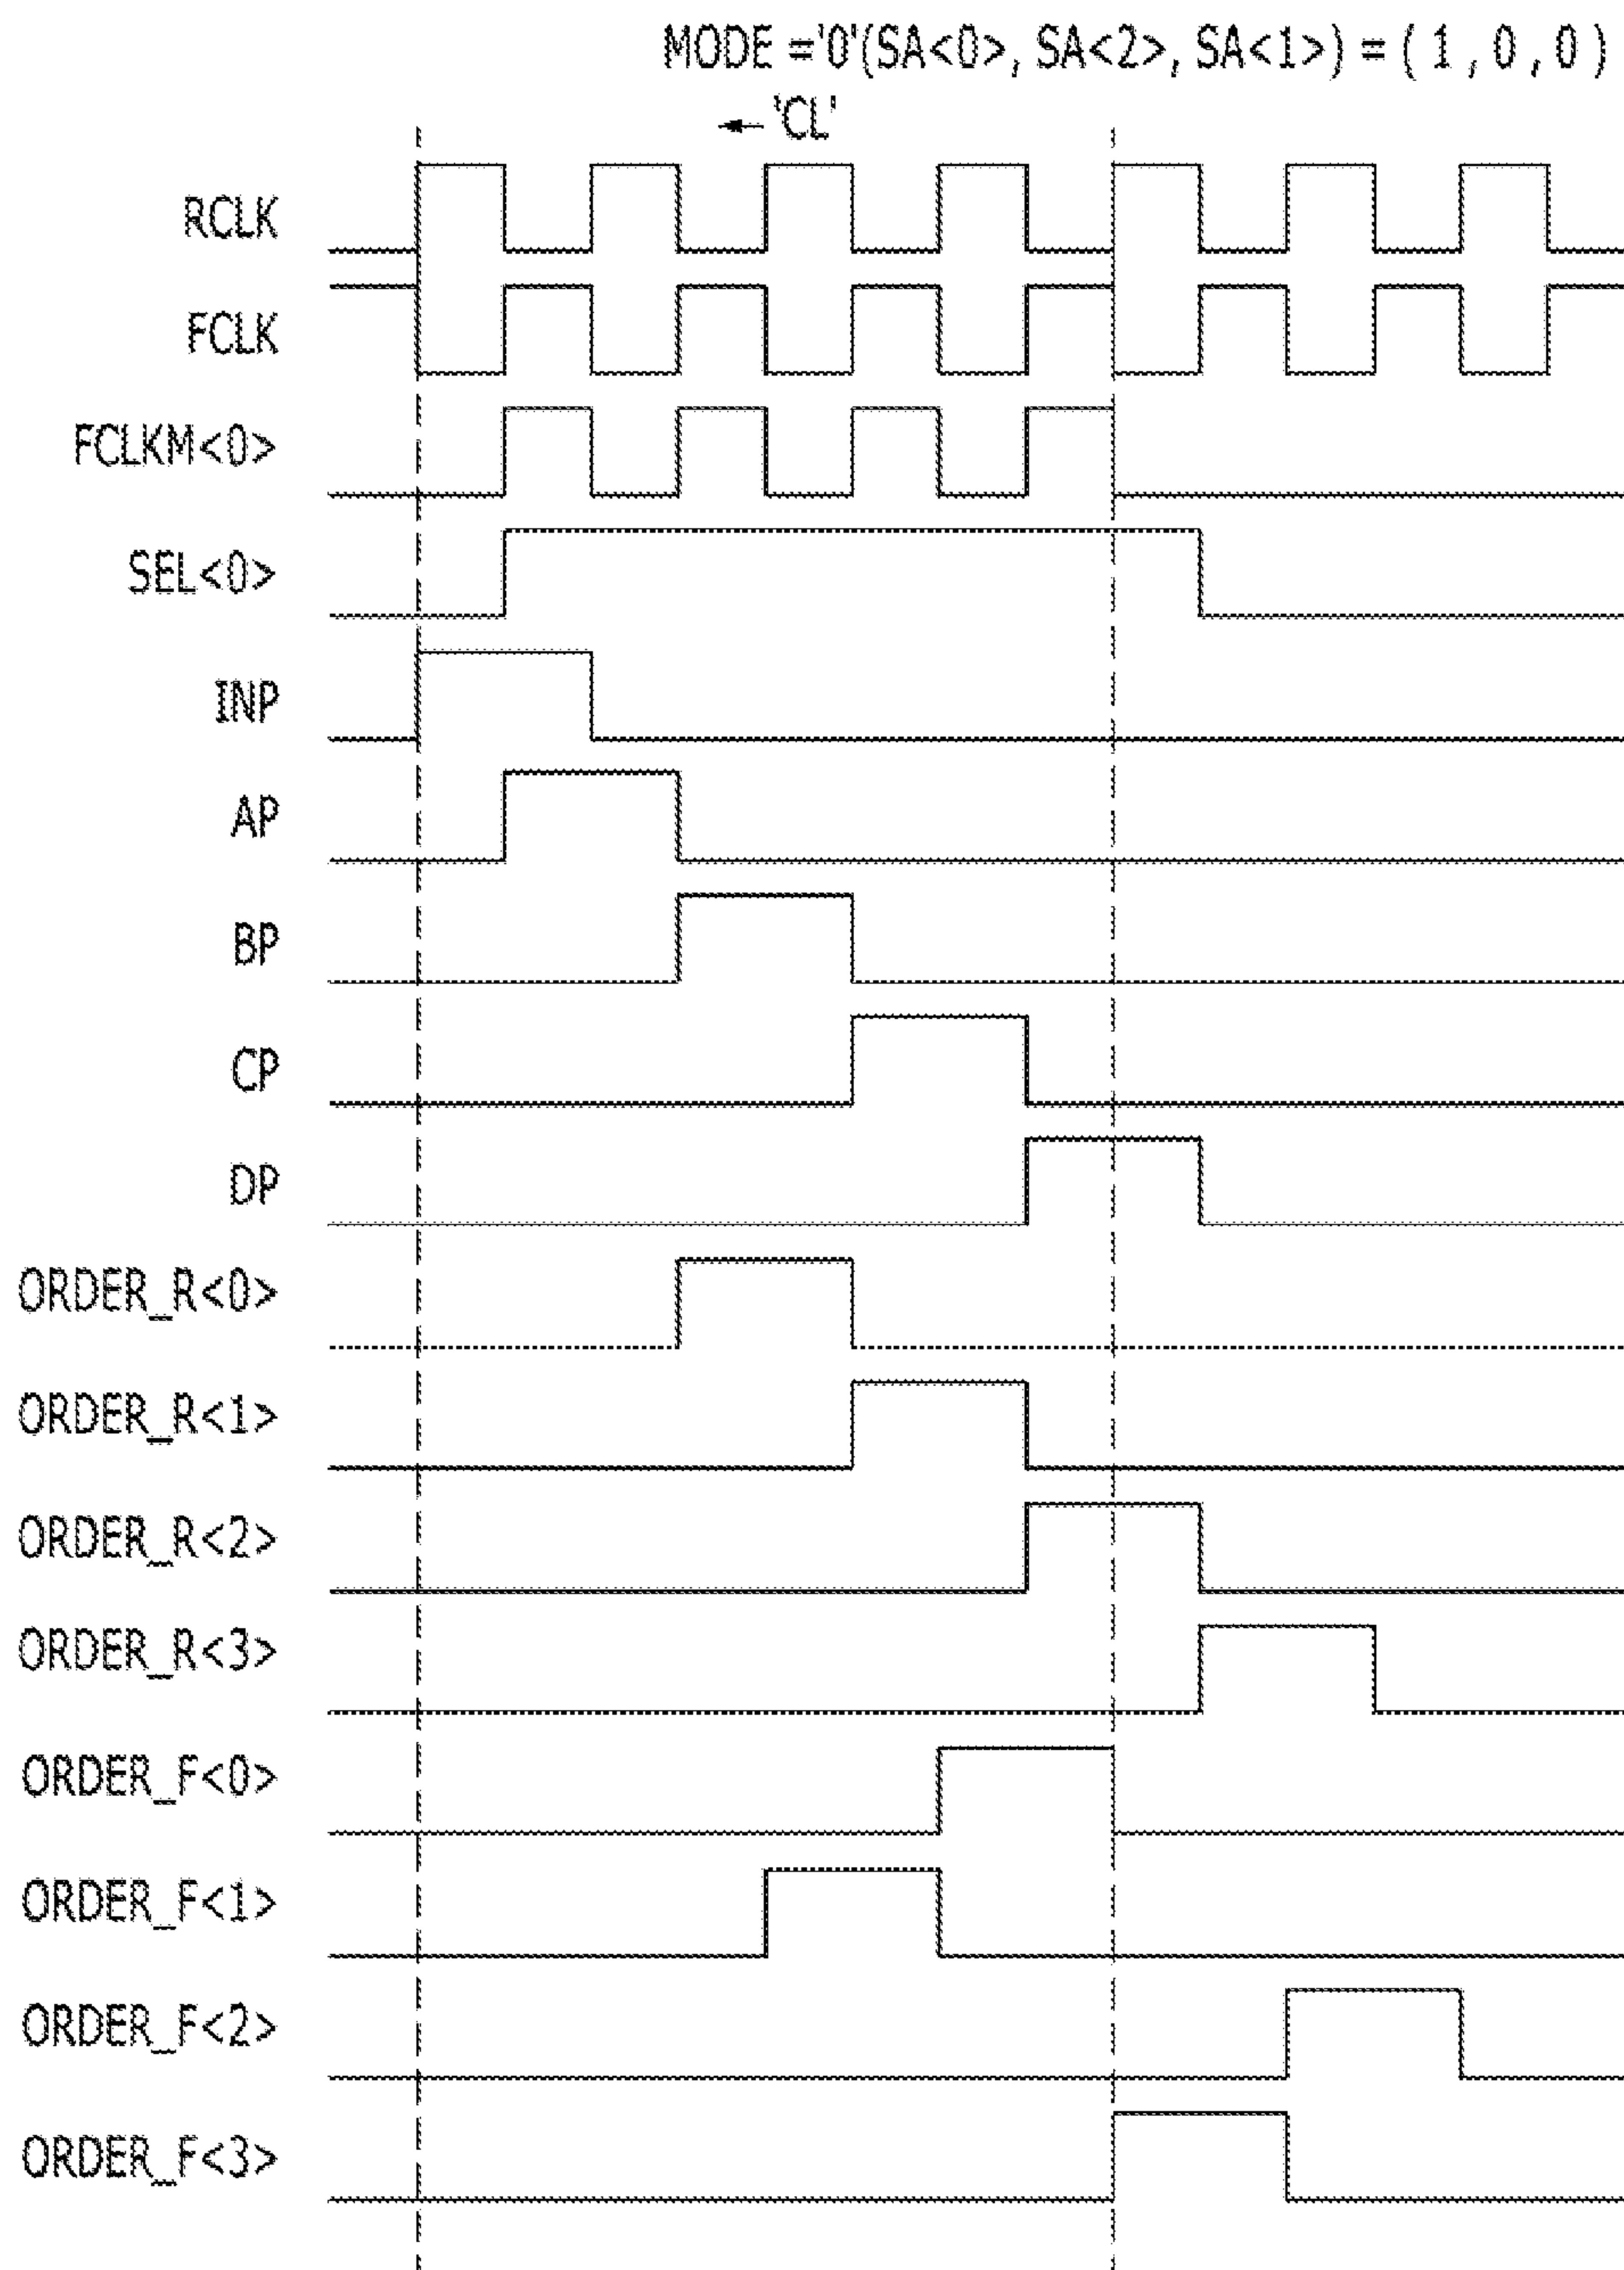 MODE ='0'(SA<0>, SA<2>, SA<1>) = ( 1 , 0 , 0 )
'CL'
RCLK
FCLK
FCLKM<0>
SEL<0>
INP
AP
BP
CP
DP
ORDER_R<0>
ORDER_R<1>
ORDER_R<2>
ORDER_R<3>
ORDER_F<0>
ORDER_F<1>
ORDER_F<2>
ORDER_F<3>